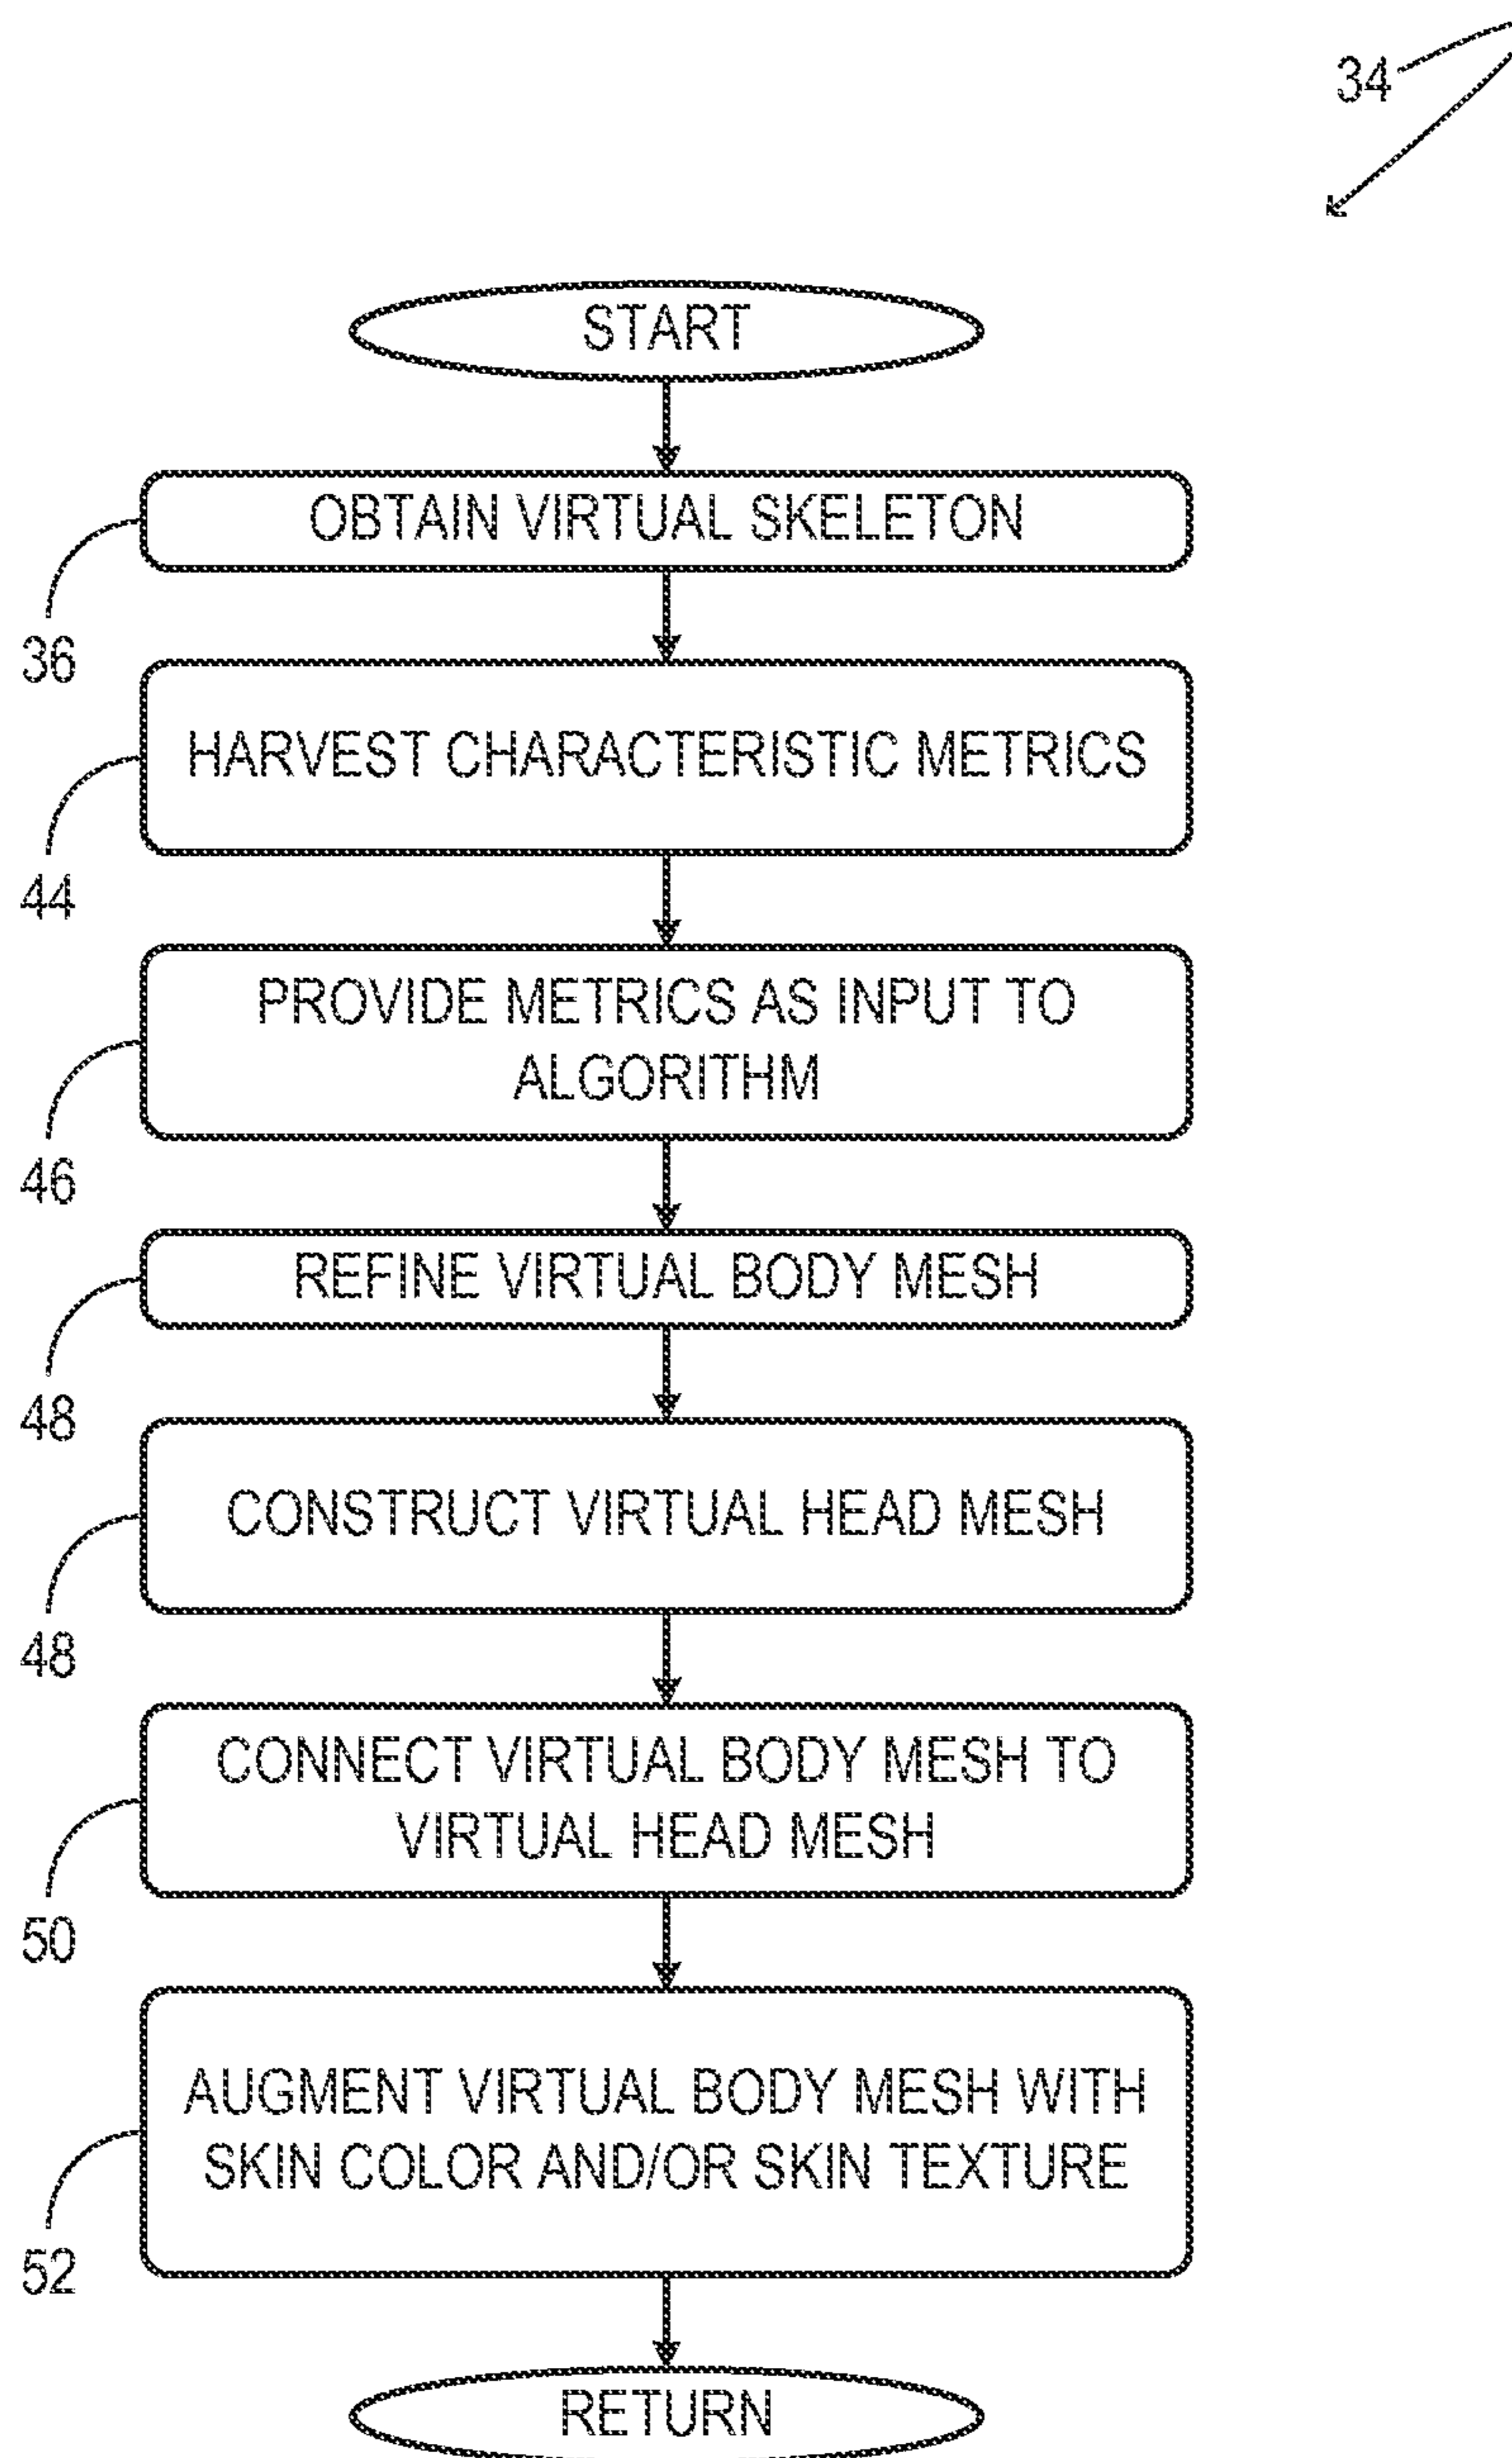 34
START
OBTAIN VIRTUAL SKELETON
36
HARVEST CHARACTERISTIC METRICS
44
PROVIDE METRICS AS INPUT TO
ALGORITHM
46
REFINE VIRTUAL BODY MESH
48
CONSTRUCT VIRTUAL HEAD MESH
48
CONNECT VIRTUAL BODY MESH TO
VIRTUAL HEAD MESH
50
AUGMENT VIRTUAL BODY MESH WITH
SKIN COLOR AND/OR SKIN TEXTURE
52
RETURN